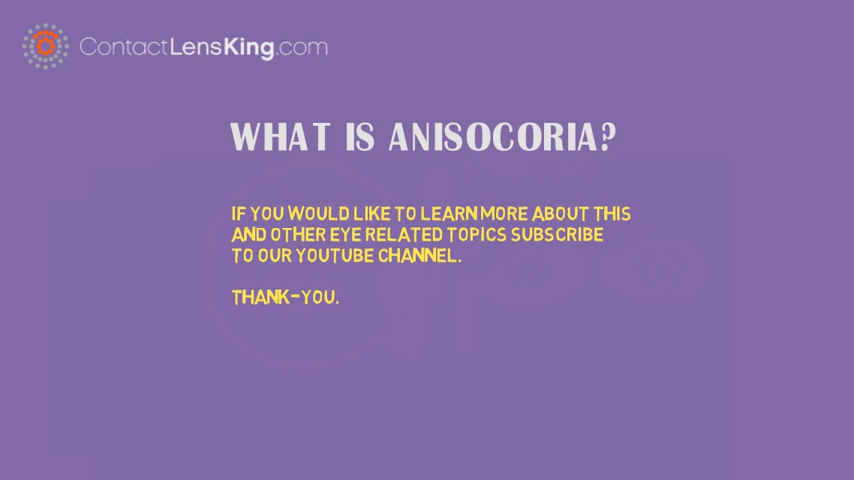 ContactLensKing.com
WHAT IS ANISOCORIA?
IF YOU WOULD LIKE TO LEARN MORE ABOUT THIS
AND OTHER EYE RELATED TOPICS SUBSCRIBE
TO OUR YOUTUBE CHANNEL.
THANK-YOU.